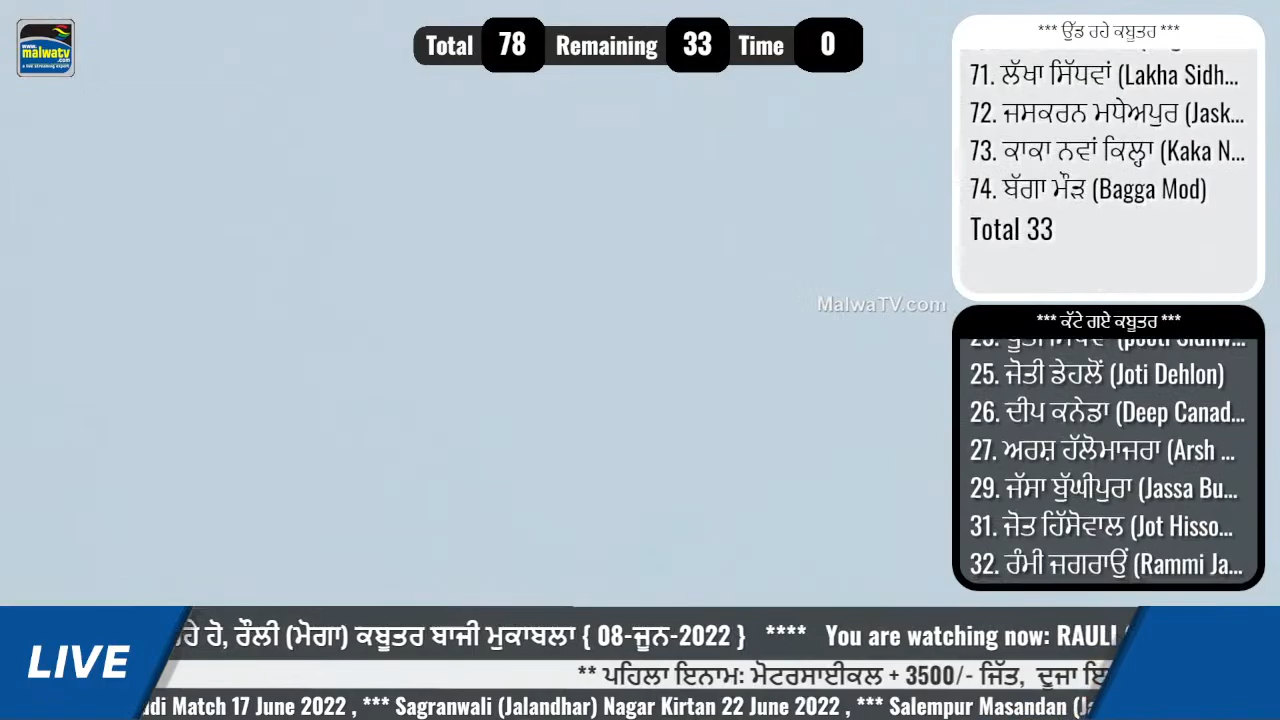 www.
malwatv
.com
a live streaming expert
Total 78 Remaining 33 Time 0
*** ਉੱਡ ਰਹੇ ਕਬੂਤਰ ***
71. ਲੱਖਾ ਸਿੱਧਵਾਂ (Lakha Sidh...
72. ਜਸਕਰਨ ਮਧੇਅਪੁਰ (Jask...
73. ਕਾਕਾ ਨਵਾਂ ਕਿਲ੍ਹਾ (Kaka N...
74. ਬੱਗਾ ਮੌੜ (Bagga Mod)
Total 33
MalwaTV.com
*** ਕੱਟੇ ਗਏ ਕਬੂਤਰ ***
25. ਜੋਤੀ ਡੇਹਲੋਂ (Joti Dehlon)
26. ਦੀਪ ਕਨੇਡਾ (Deep Canad...
27. ਅਰਸ਼ ਹੱਲੋਮਾਜਰਾ (Arsh ...
29. ਜੱਸਾ ਬੁੱਘੀਪੁਰਾ (Jassa Bu...
31. ਜੋਤ ਹਿੱਸੋਵਾਲ (Jot Hisso...
32. ਰੰਮੀ ਜਗਰਾਉਂ (Rammi Ja...
LIVE
ਹੋ, ਰੌਲੀ (ਮੋਗਾ) ਕਬੂਤਰ ਬਾਜੀ ਮੁਕਾਬਲਾ { 08-ਜੂਨ-2022 } **** You are watching now: RAULI
** ਪਹਿਲਾ ਇਨਾਮ: ਮੋਟਰਸਾਈਕਲ + 3500/- ਜਿੱਤ, ਦੂਜਾ
Match 17 June 2022 , *** Sagranwali (Jalandhar) Nagar Kirtan 22 June 2022 , *** Salempur Masandan